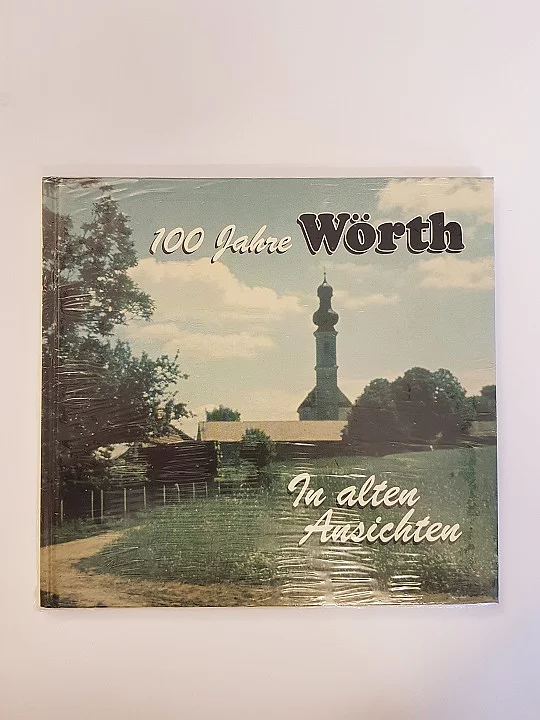 100 Jahre Wörth
In alten
Ansichten